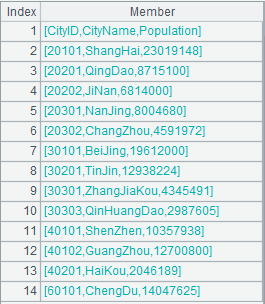 Index Member
1 [CityID,CityName,Population]
2 [20101,ShangHai,23019148]
3 [20201,QingDao,8715100]
4 [20202,JiNan,6814000]
5 [20301,NanJing,8004680]
6 [20302,ChangZhou,4591972]
7 [30101,BeiJing,19612000]
8 [30201,TinJin,12938224]
9 [30301,ZhangJiaKou,4345491]
10 [30303,QinHuangDao,2987605]
11 [40101,ShenZhen,10357938]
12 [40102,GuangZhou,12700800]
13 [40201,HaiKou,2046189]
14 [60101,ChengDu,14047625]